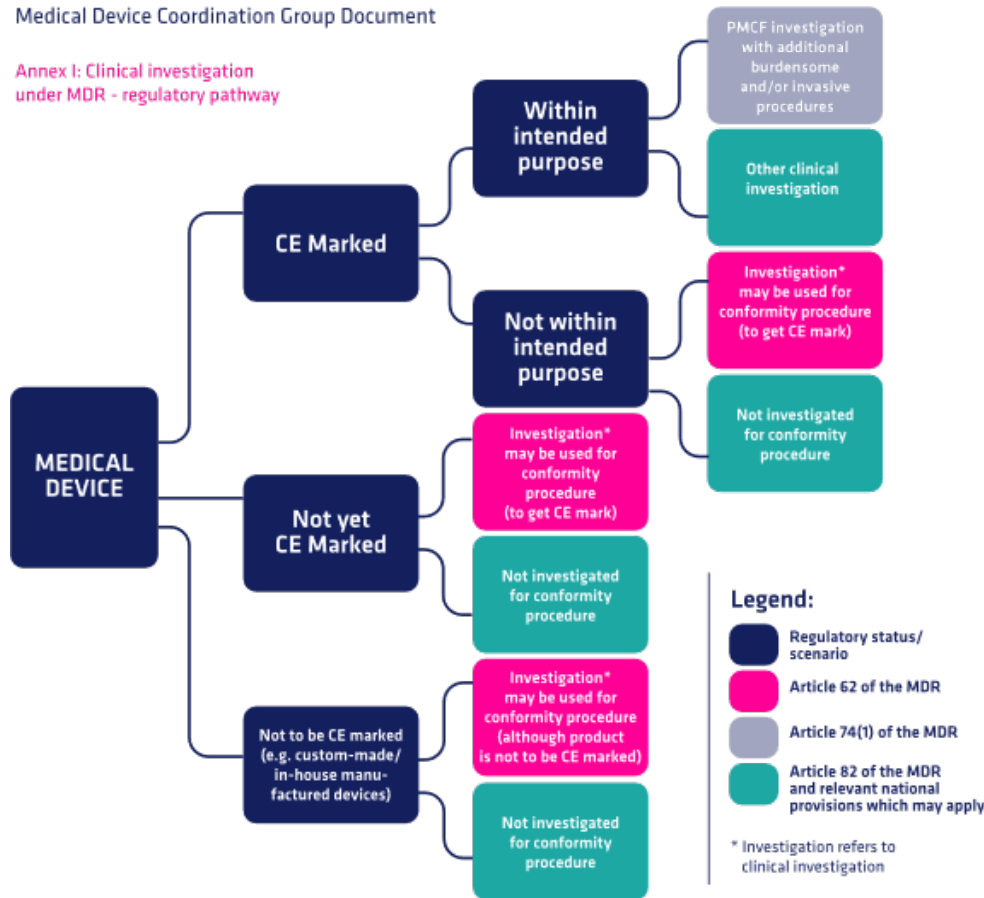 Medical Device Coordination Group Document
Annex I: Clinical investigation
under MDR - regulatory pathway
MEDICAL
DEVICE
CE Marked
Within
intended
purpose
PMCF investigation
with additional
burdensome
and/or invasive
procedures
Other clinical
investigation
Not within
intended
purpose
Investigation*
may be used for
conformity procedure
(to get CE mark)
Not investigated
for conformity
procedure
Not yet
CE Marked
Investigation*
may be used for
conformity
procedure
(to get CE mark)
Not investigated
for conformity
procedure
Not to be CE marked
(e.g. custom-made/
in-house manu-
factured devices)
Investigation*
may be used for
conformity procedure
(although product
is not to be CE marked)
Not investigated
for conformity
procedure
Legend:
Regulatory status/
scenario
Article 62 of the MDR
Article 74(1) of the MDR
Article 82 of the MDR
and relevant national
provisions which may apply
* Investigation refers to
clinical investigation